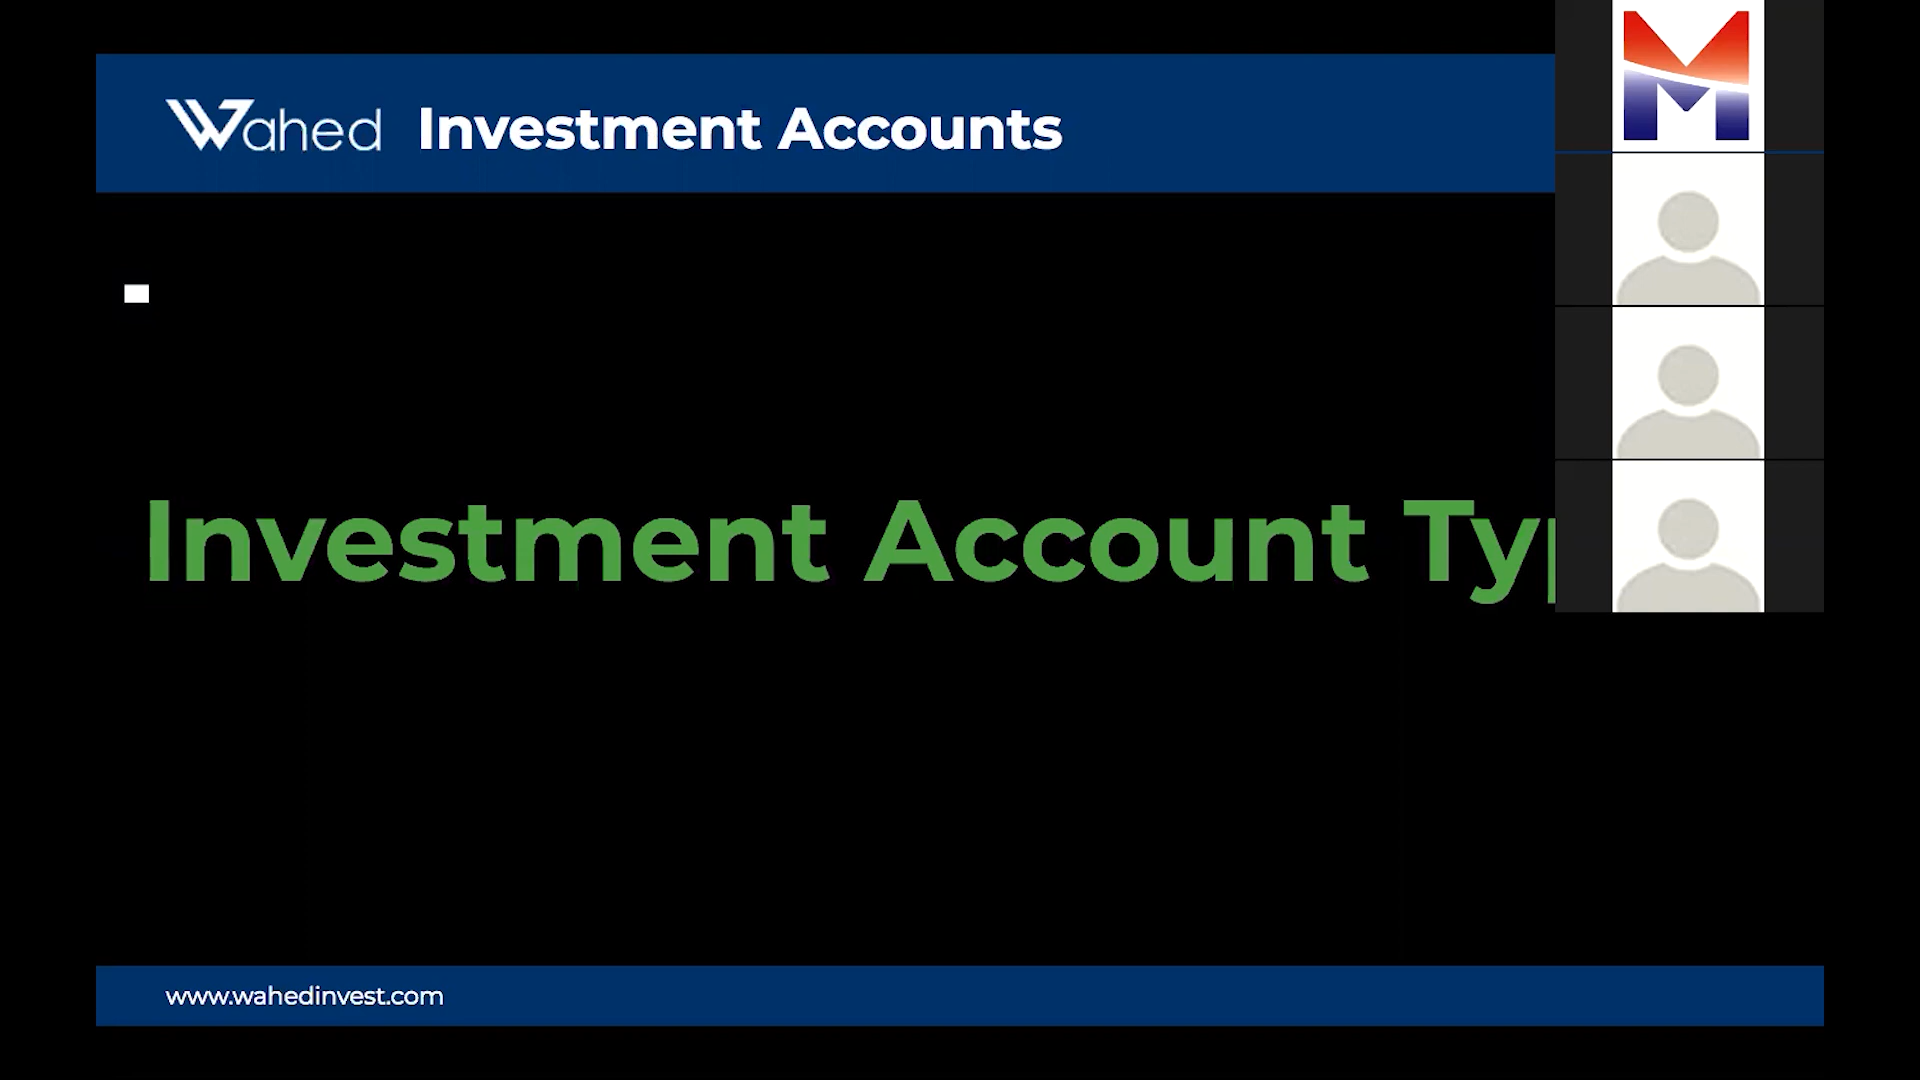 Wahed Investment Accounts
M
Investment Account Ty
www.wahedinvest.com